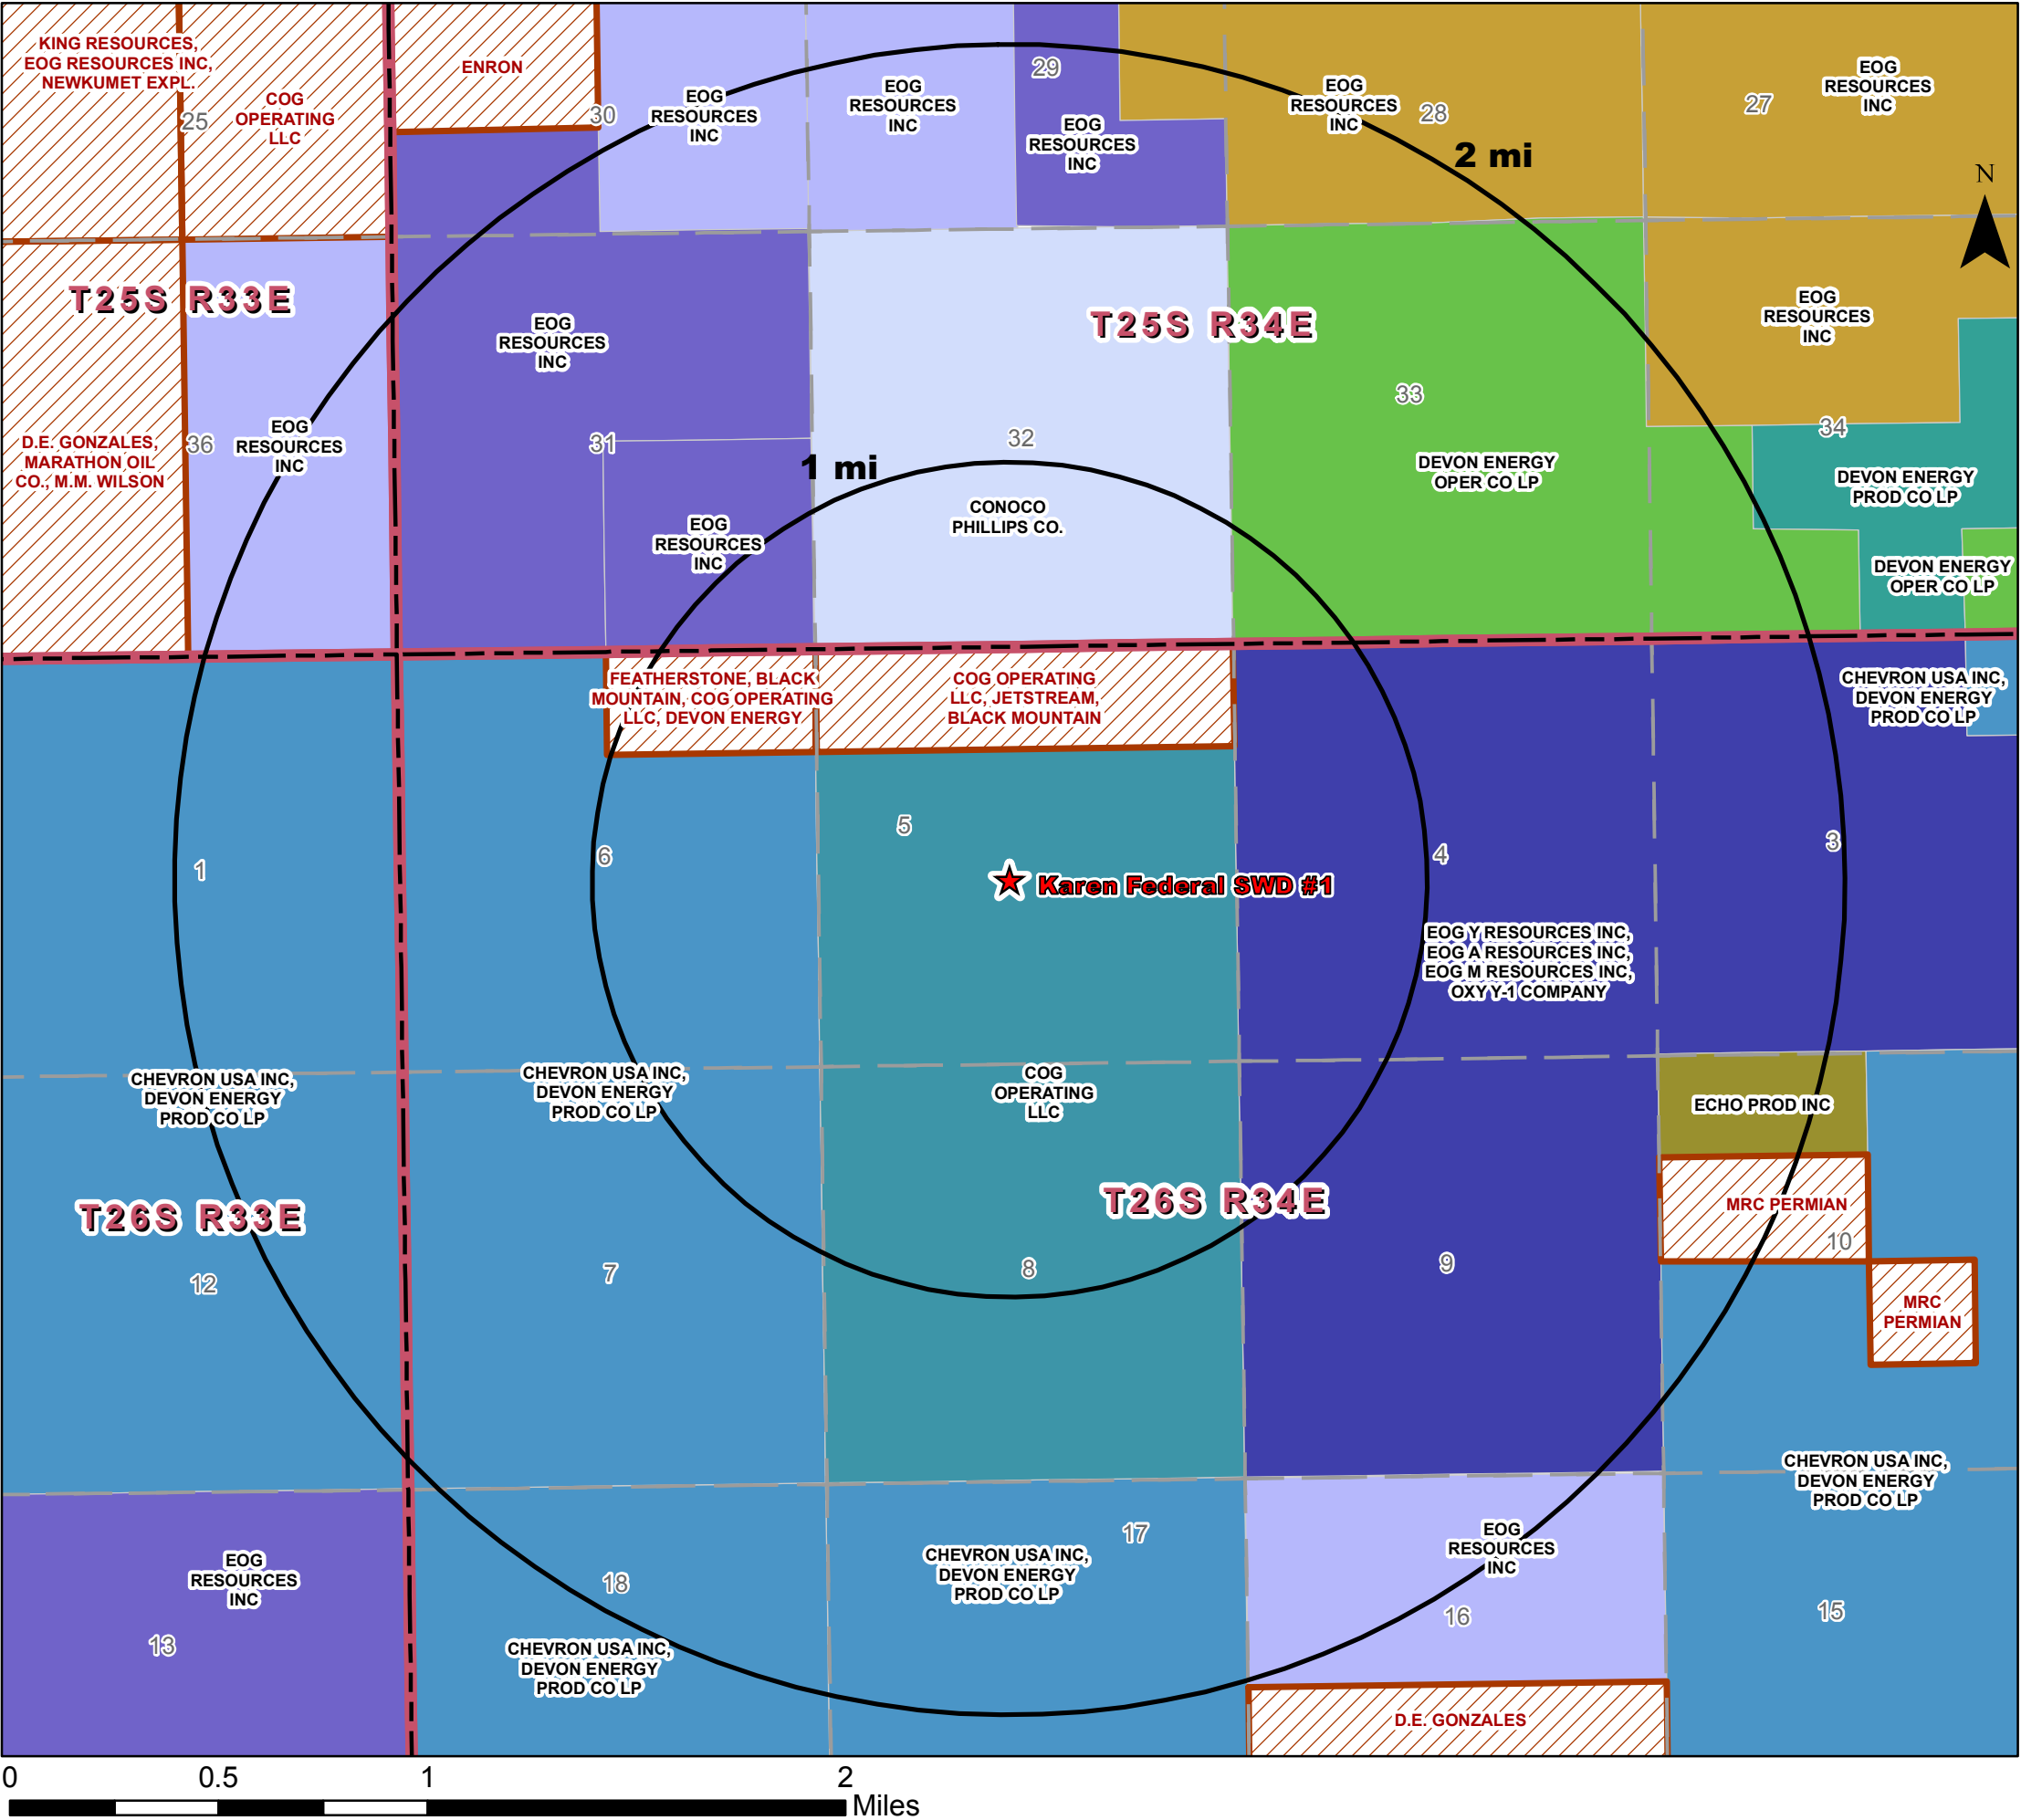 KING RESOURCES,
EOG RESOURCES INC,
NEWKUMET EXPL.
25
COG
OPERATING
LLC
ENRON
30
EOG
RESOURCES
INC
EOG
RESOURCES
INC
29
EOG
RESOURCES
INC
EOG
RESOURCES
INC
28
2 mi
27
EOG
RESOURCES
INC
N
T25S R33E
EOG
RESOURCES
INC
T25S R34E
EOG
RESOURCES
INC
D.E. GONZALES,
MARATHON OIL
CO., M.M. WILSON
36
EOG
RESOURCES
INC
31
1 mi
32
33
34
EOG
RESOURCES
INC
CONOCO
PHILLIPS CO.
DEVON ENERGY
OPER CO LP
DEVON ENERGY
PROD CO LP
DEVON ENERGY
OPER CO LP
FEATHERSTONE, BLACK
MOUNTAIN, COG OPERATING
LLC, DEVON ENERGY
COG OPERATING
LLC, JETSTREAM,
BLACK MOUNTAIN
CHEVRON USA INC,
DEVON ENERGY
PROD CO LP
1
6
5
4
3
Karen Federal SWD #1
EOG Y RESOURCES INC,
EOG A RESOURCES INC,
EOG M RESOURCES INC,
OXY Y-1 COMPANY
CHEVRON USA INC,
DEVON ENERGY
PROD CO LP
CHEVRON USA INC,
DEVON ENERGY
PROD CO LP
COG
OPERATING
LLC
ECHO PROD INC
T26S R33E
T26S R34E
MRC PERMIAN
12
7
8
9
10
MRC
PERMIAN
CHEVRON USA INC,
DEVON ENERGY
PROD CO LP
EOG
RESOURCES
INC
13
18
CHEVRON USA INC,
DEVON ENERGY
PROD CO LP
CHEVRON USA INC,
DEVON ENERGY
PROD CO LP
17
EOG
RESOURCES
INC
16
15
D.E. GONZALES
0 0.5 1 2
Miles